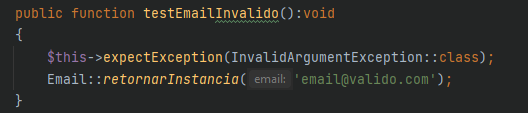 public function testEmailInvalido():void
{
$this->expectException(InvalidArgumentException::class);
Email::retornarInstancia( email: 'email@valido.com');
}